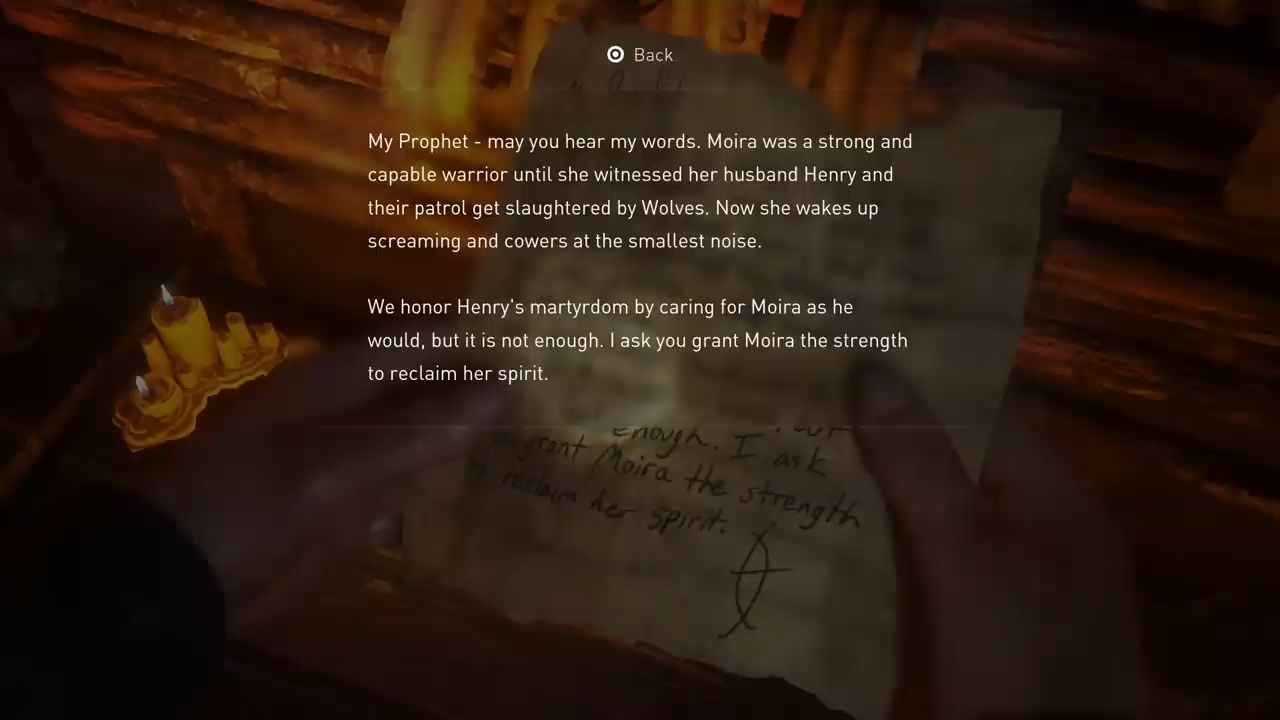 Back
My Prophet - may you hear my words. Moira was a strong and
capable warrior until she witnessed her husband Henry and
their patrol get slaughtered by Wolves. Now she wakes up
screaming and cowers at the smallest noise.
We honor Henry's martyrdom by caring for Moira as he
would, but it is not enough. I ask you grant Moira the strength
to reclaim her spirit.
enough. I ask
grant Moira the strength
reclaim her spirit.